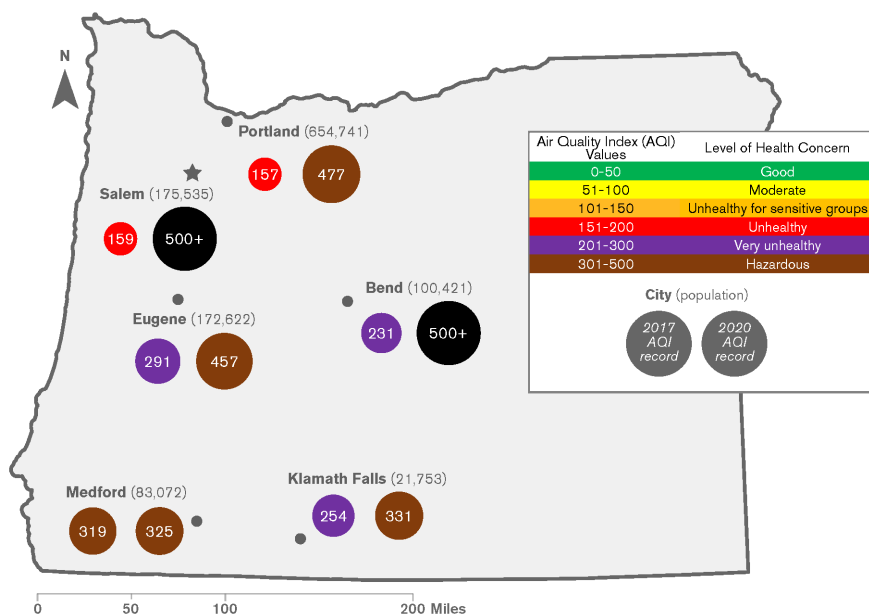 N
Portland (654,741)
157
477
Salem (175,535)
159
500+
Bend (100,421)
231
500+
Eugene (172,622)
291
457
Medford (83,072)
319
325
Klamath Falls (21,753)
254
331
0 50 100 200 Miles
Air Quality Index (AQI) Values Level of Health Concern
0-50 Good
51-100 Moderate
101-150 Unhealthy for sensitive groups
151-200 Unhealthy
201-300 Very unhealthy
301-500 Hazardous
City (population)
2017
AQI
record
2020
AQI
record